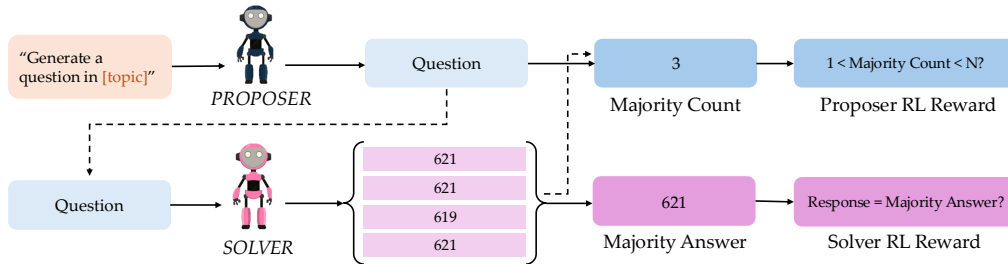 “Generate a
question in [topic]”
PROPOSER
Question
3
Majority Count
1 < Majority Count < N?
Proposer RL Reward
Question
SOLVER
621
621
619
621
621
Majority Answer
Response = Majority Answer?
Solver RL Reward